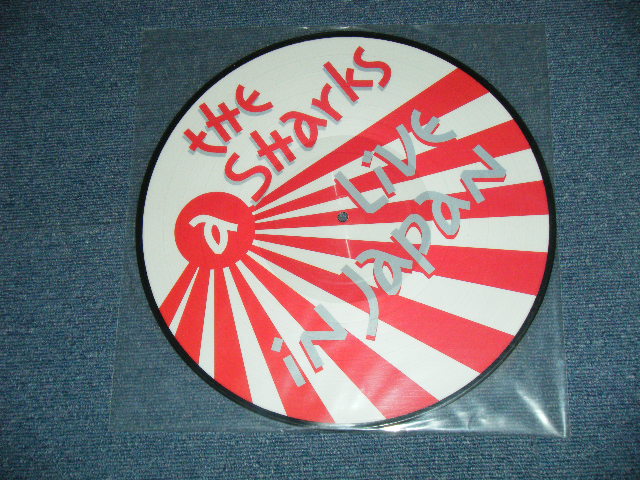 the
SHarks
a
Live
in Japan